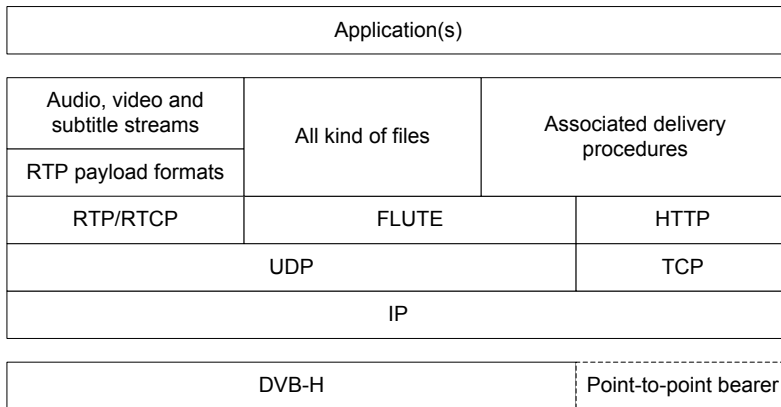 Application(s)
Audio, video and
subtitle streams
All kind of files
Associated delivery
procedures
RTP payload formats
RTP/RTCP
FLUTE
HTTP
UDP
TCP
IP
DVB-H
Point-to-point bearer